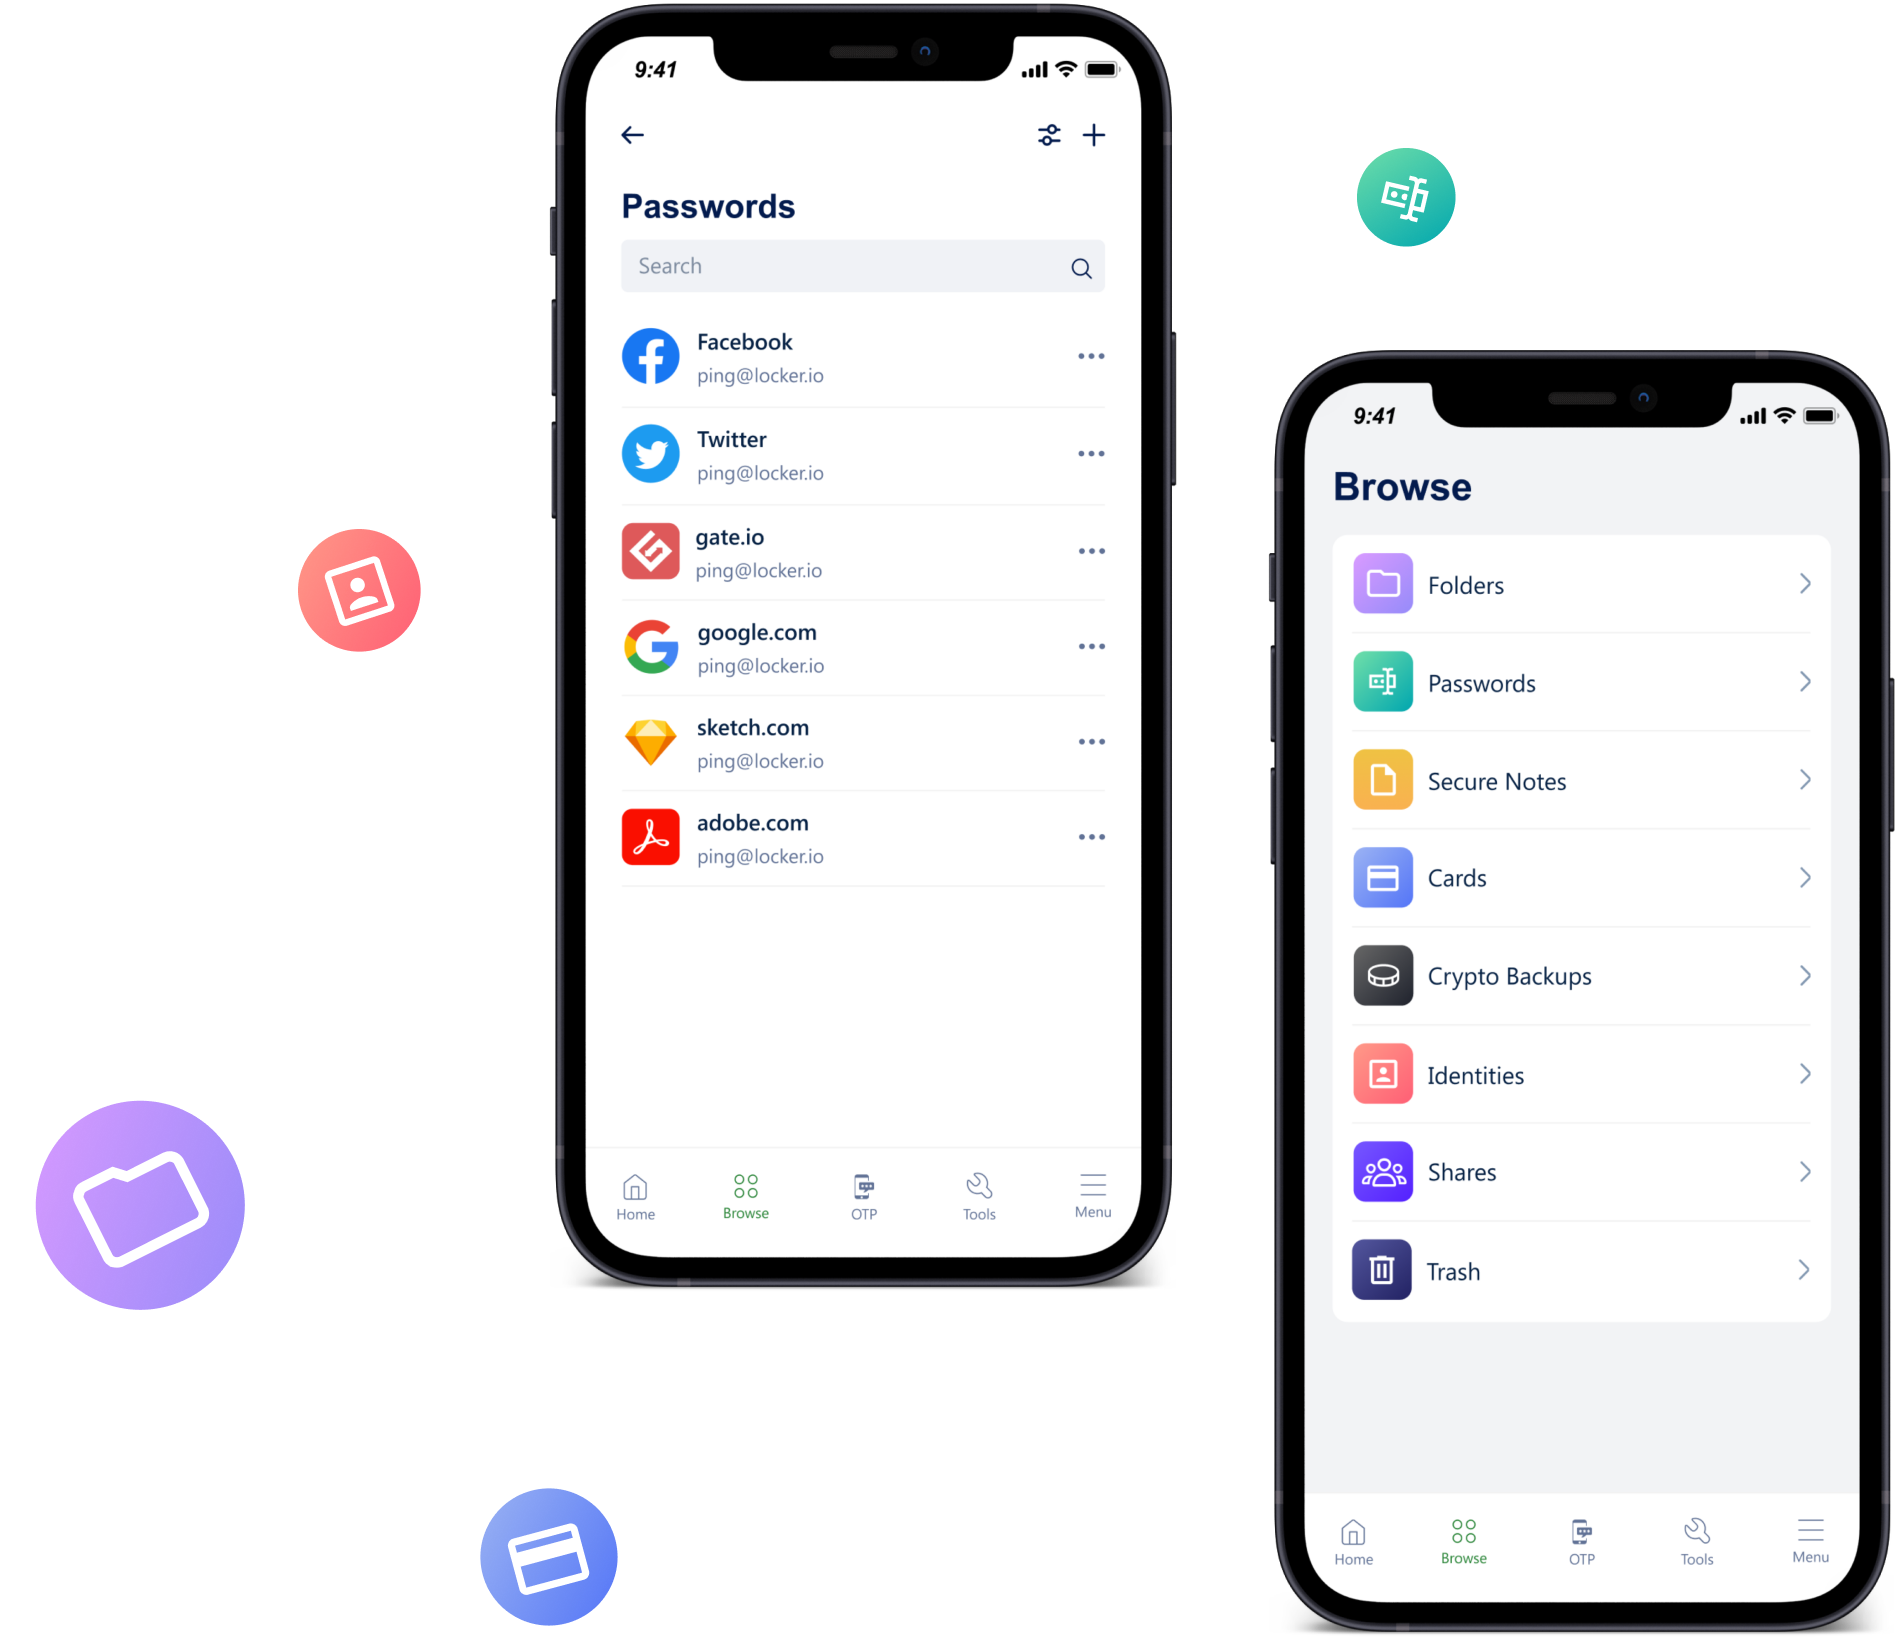 9:41
Passwords
Search
Facebook
ping@locker.io
Twitter
ping@locker.io
gate.io
ping@locker.io
google.com
ping@locker.io
sketch.com
ping@locker.io
adobe.com
ping@locker.io
Home Browse OTP Tools Menu
9:41
Browse
Folders
Passwords
Secure Notes
Cards
Crypto Backups
Identities
Shares
Trash
Home Browse OTP Tools Menu